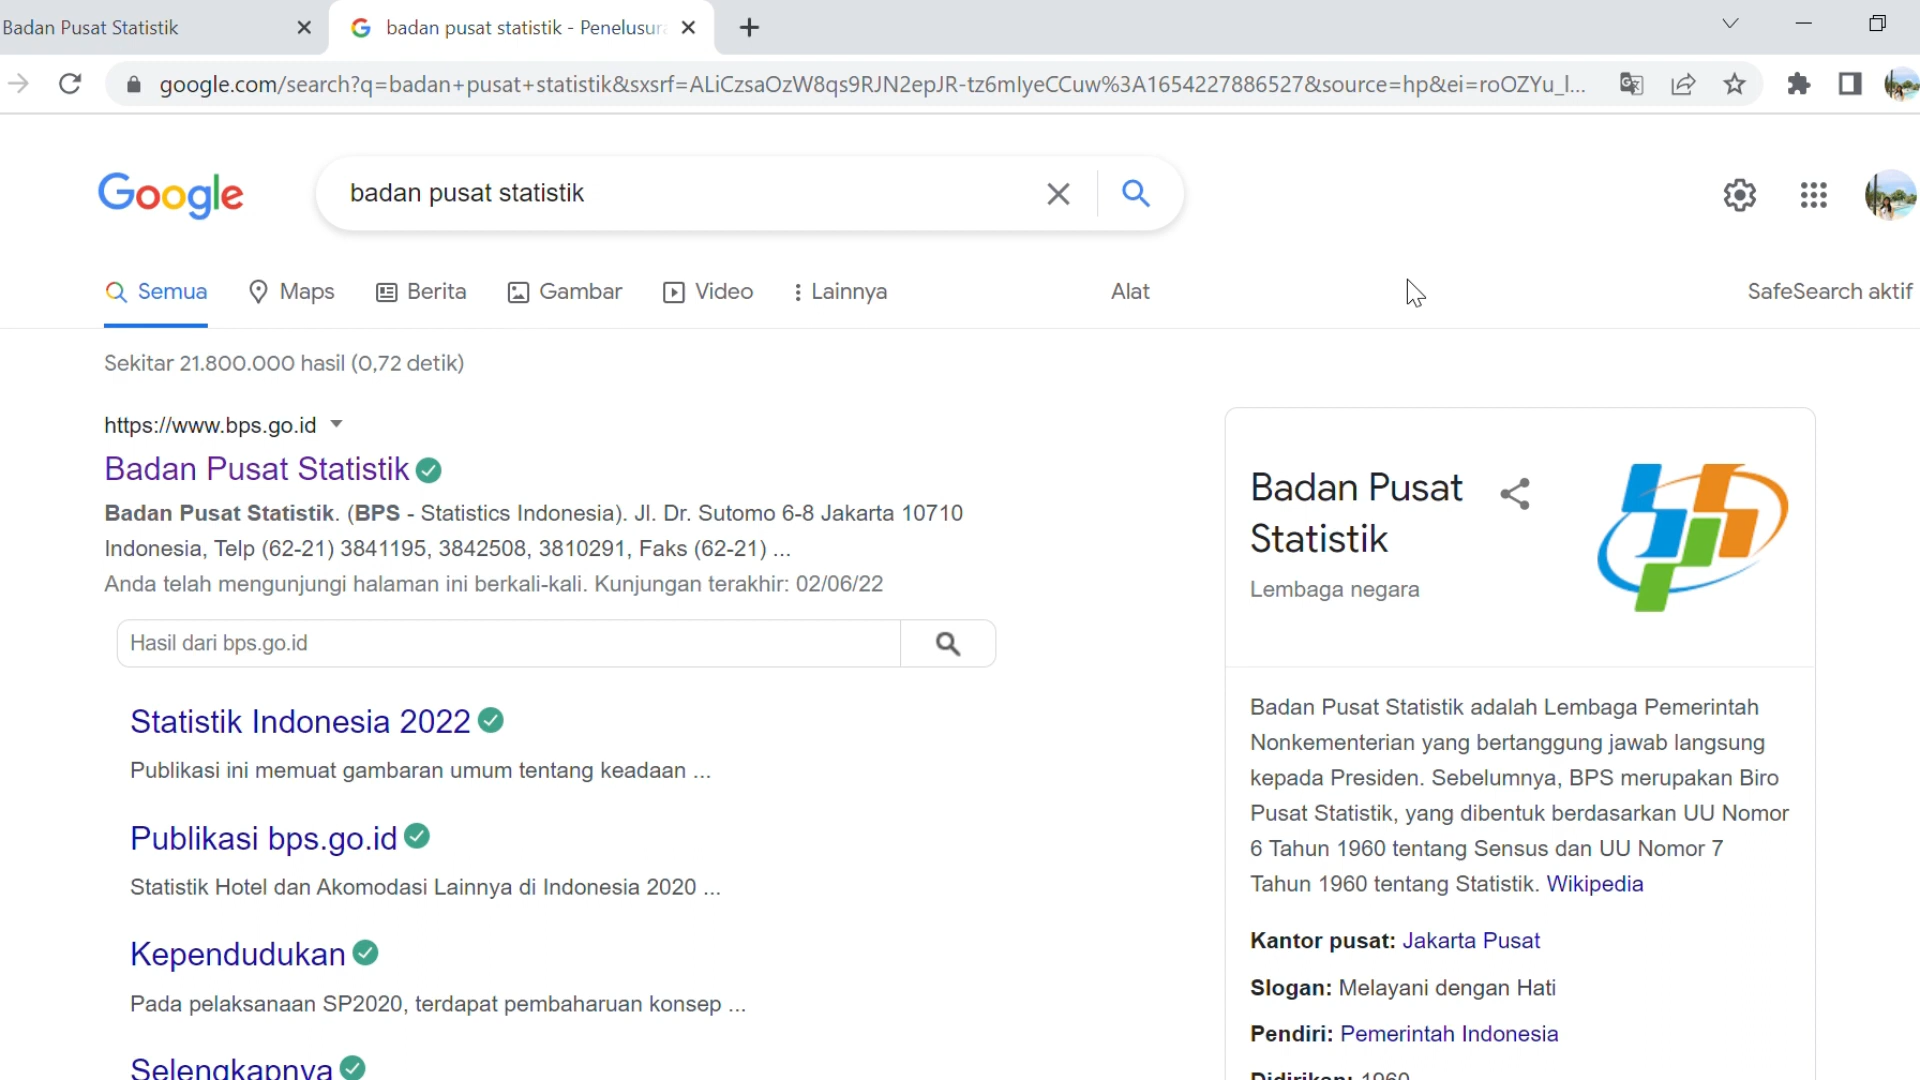 Badan Pusat Statistik
badan pusat statistik - Penelusura
google.com/search?q=badan+pusat+statistik&sxsrf=ALiCzsaOzW8qs9RJN2epJR-tz6mIyeCCuw%3A1654227886527&source=hp&ei=roOZYu_l...
Google
badan pusat statistik
Semua
Maps
Berita
Gambar
Video
Lainnya
Alat
SafeSearch aktif
Sekitar 21.800.000 hasil (0,72 detik)
https://www.bps.go.id
Badan Pusat Statistik
Badan Pusat Statistik. (BPS - Statistics Indonesia). Jl. Dr. Sutomo 6-8 Jakarta 10710
Indonesia, Telp (62-21) 3841195, 3842508, 3810291, Faks (62-21) ...
Anda telah mengunjungi halaman ini berkali-kali. Kunjungan terakhir: 02/06/22
Hasil dari bps.go.id
Statistik Indonesia 2022
Publikasi ini memuat gambaran umum tentang keadaan ...
Publikasi bps.go.id
Statistik Hotel dan Akomodasi Lainnya di Indonesia 2020 ...
Kependudukan
Pada pelaksanaan SP2020, terdapat pembaharuan konsep ...
Selengkapnya
Badan Pusat
Statistik
Lembaga negara
Badan Pusat Statistik adalah Lembaga Pemerintah
Nonkementerian yang bertanggung jawab langsung
kepada Presiden. Sebelumnya, BPS merupakan Biro
Pusat Statistik, yang dibentuk berdasarkan UU Nomor
6 Tahun 1960 tentang Sensus dan UU Nomor 7
Tahun 1960 tentang Statistik. Wikipedia
Kantor pusat: Jakarta Pusat
Slogan: Melayani dengan Hati
Pendiri: Pemerintah Indonesia
Didirikan: 1960